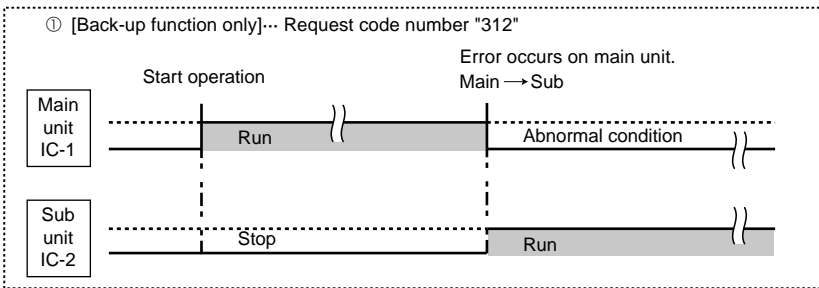 ① [Back-up function only]··· Request code number "312"
Error occurs on main unit.
Start operation
Main → Sub
Main
unit
IC-1
Run
Abnormal condition
Sub
unit
IC-2
Stop
Run